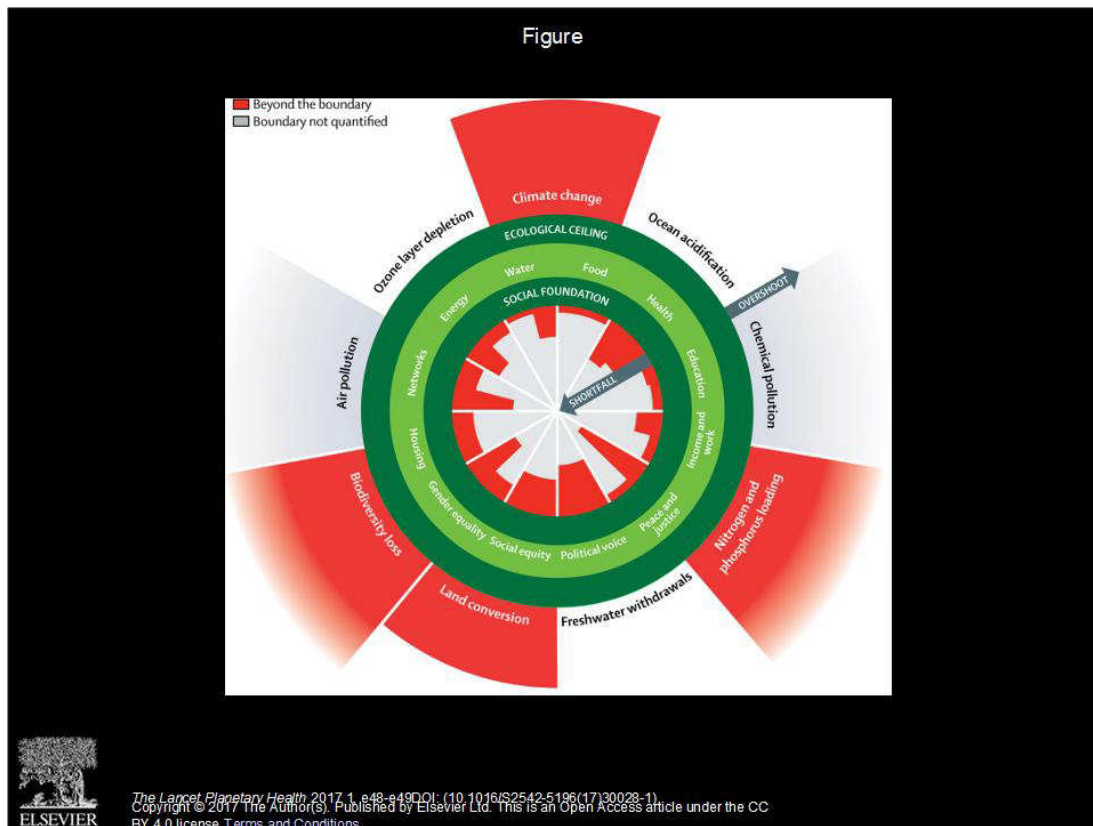 Figure
Beyond the boundary
Boundary not quantified
Climate change
Ozone layer depletion
Ocean acidification
ECOLOGICAL CEILING
Water
Food
Energy
Health
SOCIAL FOUNDATION
OVERSHOOT
Air pollution
Networks
SHORTFALL
Education
Chemical pollution
Housing
Income and
work
Biodiversity loss
Gender equality
Social equity
Political voice
Peace and
justice
Nitrogen and
phosphorus loading
Land conversion
Freshwater withdrawals
ELSEVIER
The Lancet Planetary Health 2017 1, e48-e49DOI: (10.1016/S2542-5196(17)30028-1)
Copyright © 2017 The Author(s). Published by Elsevier Ltd. This is an Open Access article under the CC
BY 4.0 license Terms and Conditions